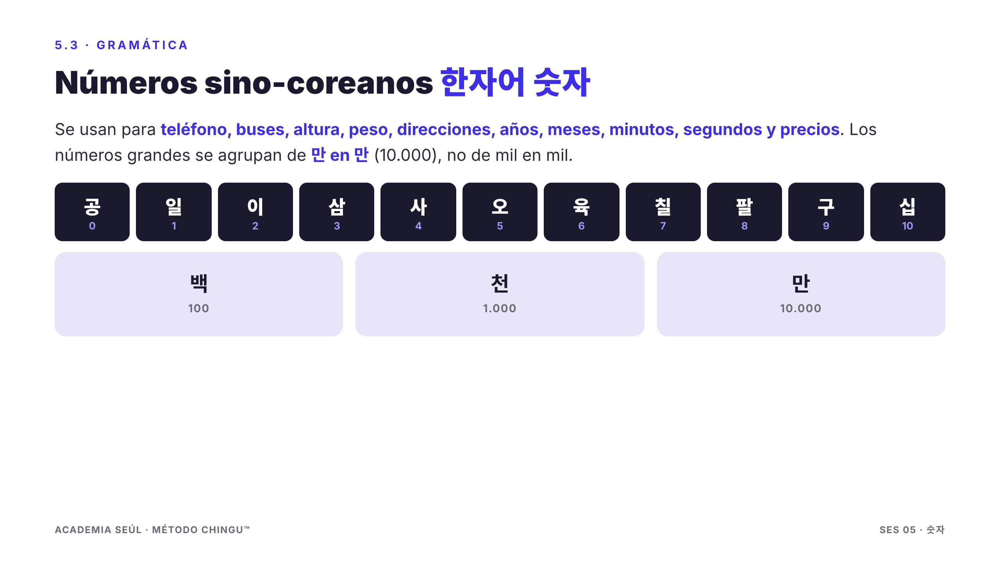 5.3 · GRAMÁTICA
Números sino-coreanos 한자어 숫자
Se usan para teléfono, buses, altura, peso, direcciones, años, meses, minutos, segundos y precios. Los
números grandes se agrupan de 만 en 만 (10.000), no de mil en mil.
공 일 이 삼 사 오 육 칠 팔 구 십
0 1 2 3 4 5 6 7 8 9 10
백 천 만
100 1.000 10.000
ACADEMIA SEÚL · MÉTODO CHINGU™ SES 05 · 숫자